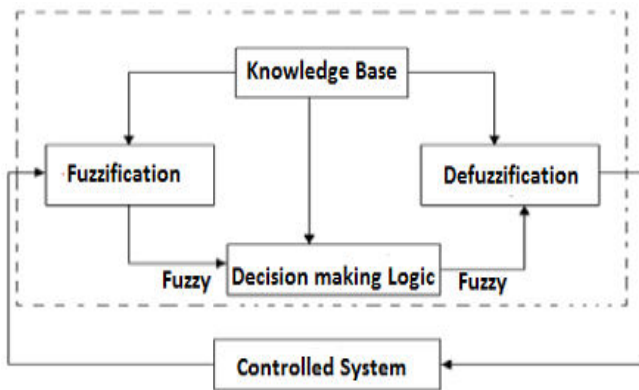 Knowledge Base
Fuzzification
Defuzzification
Fuzzy
Decision making Logic
Fuzzy
Controlled System